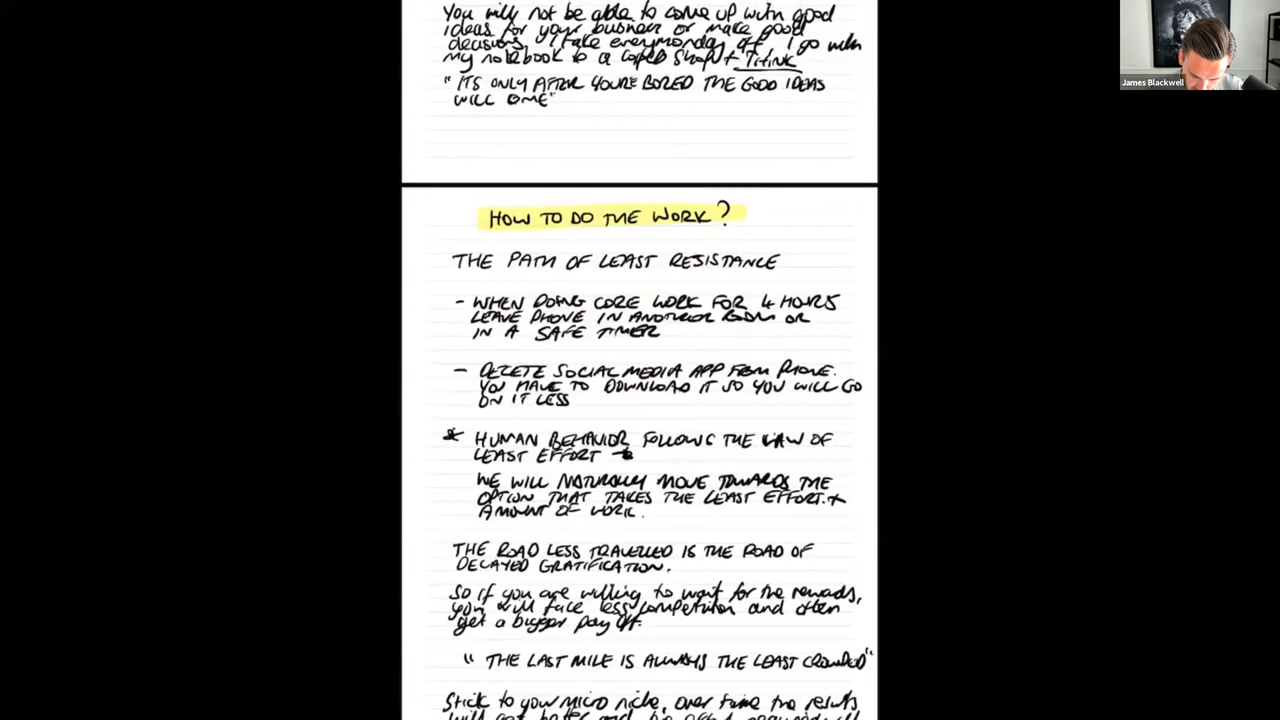 You will not be able to come up with good
ideas for your business or make good
decisions, I take every monday off I go with
my notebook to a shop + THINK
"ITS ONLY AFTER YOU'RE BORED THE GOOD IDEAS
WILL COME"
HOW TO DO THE WORK?
THE PATH OF LEAST RESISTANCE
- WHEN DOING CORE WORK FOR 4 HOURS
LEAVE PHONE IN ANOTHER ROOM OR
IN A SAFE TIMER
- DELETE SOCIAL MEDIA APP FROM PHONE.
YOU HAVE TO DOWNLOAD IT SO YOU WILL GO
ON IT LESS
* HUMAN BEHAVIOR FOLLOWS THE LAW OF
LEAST EFFORT →
WE WILL NATURALLY MOVE TOWARDS THE
OPTION THAT TAKES THE LEAST EFFORT. +
AMOUNT OF WORK.
THE ROAD LESS TRAVELLED IS THE ROAD OF
DELAYED GRATIFICATION.
So if you are willing to wait for the rewards,
you will face less competition and often
get a bigger pay off.
"THE LAST MILE IS ALWAYS THE LEAST CROWDED"
Stick to your micro niche, over time the results
will get better and the effort required will
James Blackwell